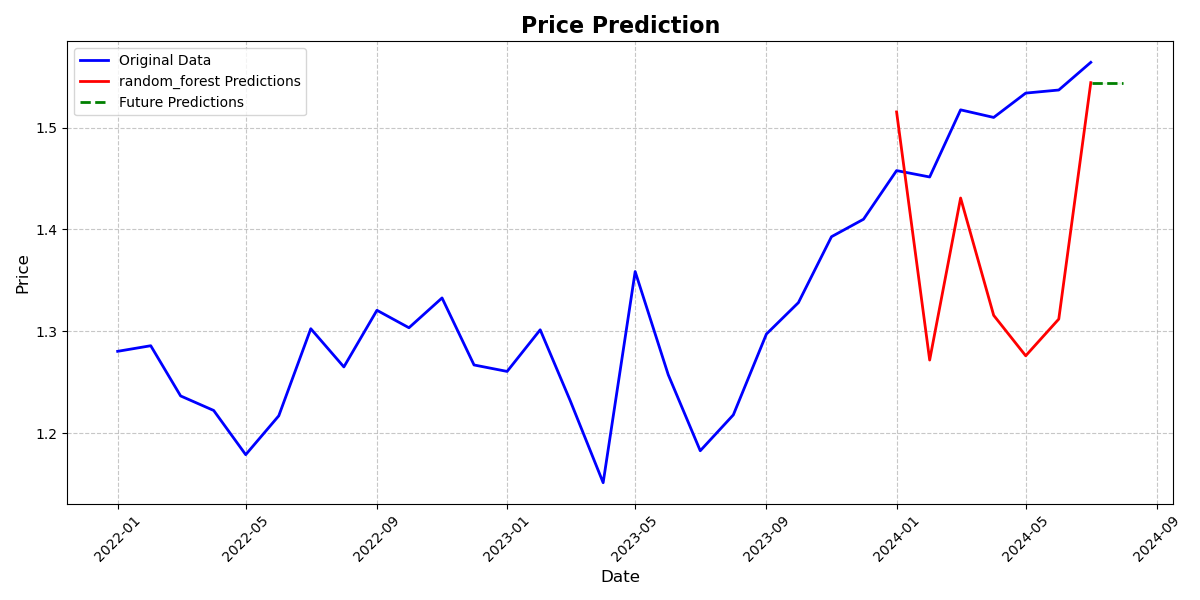 Price Prediction
Original Data
random_forest Predictions
Future Predictions
Price
1.5
1.4
1.3
1.2
2022-01
2022-05
2022-09
2023-01
2023-05
2023-09
2024-01
2024-05
2024-09
Date